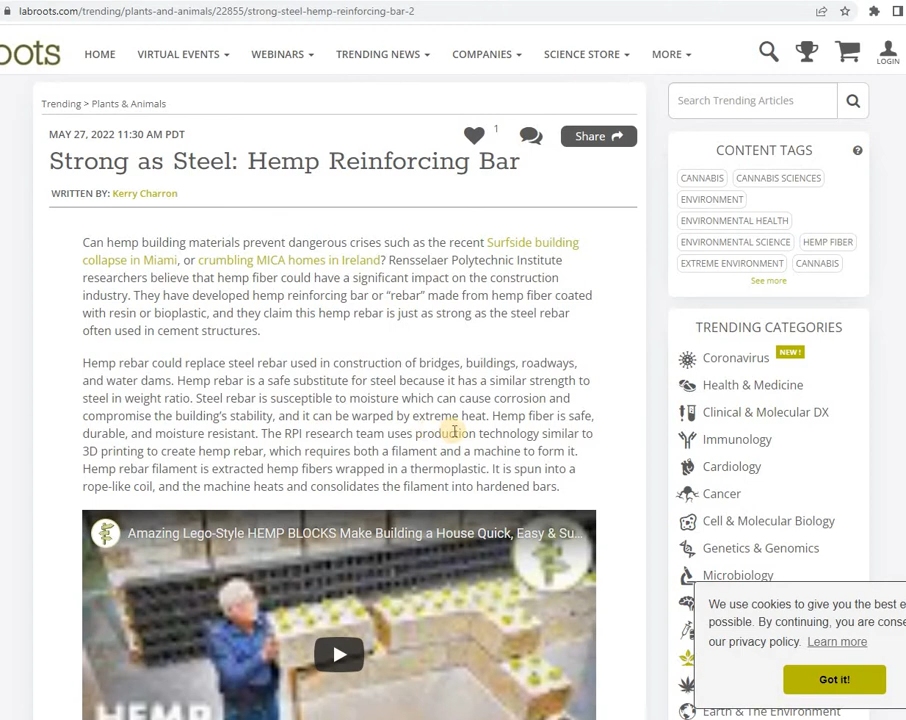 labroots.com/trending/plants-and-animals/22855/strong-steel-hemp-reinforcing-bar-2
oots
HOME VIRTUAL EVENTS WEBINARS TRENDING NEWS COMPANIES SCIENCE STORE MORE
LOGIN
Trending > Plants & Animals
MAY 27, 2022 11:30 AM PDT
1
Share
Strong as Steel: Hemp Reinforcing Bar
WRITTEN BY: Kerry Charron
Can hemp building materials prevent dangerous crises such as the recent Surfside building
collapse in Miami, or crumbling MICA homes in Ireland? Rensselaer Polytechnic Institute
researchers believe that hemp fiber could have a significant impact on the construction
industry. They have developed hemp reinforcing bar or “rebar” made from hemp fiber coated
with resin or bioplastic, and they claim this hemp rebar is just as strong as the steel rebar
often used in cement structures.
Hemp rebar could replace steel rebar used in construction of bridges, buildings, roadways,
and water dams. Hemp rebar is a safe substitute for steel because it has a similar strength to
steel in weight ratio. Steel rebar is susceptible to moisture which can cause corrosion and
compromise the building’s stability, and it can be warped by extreme heat. Hemp fiber is safe,
durable, and moisture resistant. The RPI research team uses production technology similar to
3D printing to create hemp rebar, which requires both a filament and a machine to form it.
Hemp rebar filament is extracted hemp fibers wrapped in a thermoplastic. It is spun into a
rope-like coil, and the machine heats and consolidates the filament into hardened bars.
Amazing Lego-Style HEMP BLOCKS Make Building a House Quick, Easy & Su...
HEMP
Search Trending Articles
CONTENT TAGS
CANNABIS CANNABIS SCIENCES
ENVIRONMENT
ENVIRONMENTAL HEALTH
ENVIRONMENTAL SCIENCE HEMP FIBER
EXTREME ENVIRONMENT CANNABIS
See more
TRENDING CATEGORIES
Coronavirus NEW!
Health & Medicine
Clinical & Molecular DX
Immunology
Cardiology
Cancer
Cell & Molecular Biology
Genetics & Genomics
Microbiology
We use cookies to give you the best e
possible. By continuing, you are conse
our privacy policy. Learn more
Got it!
Earth & The Environment